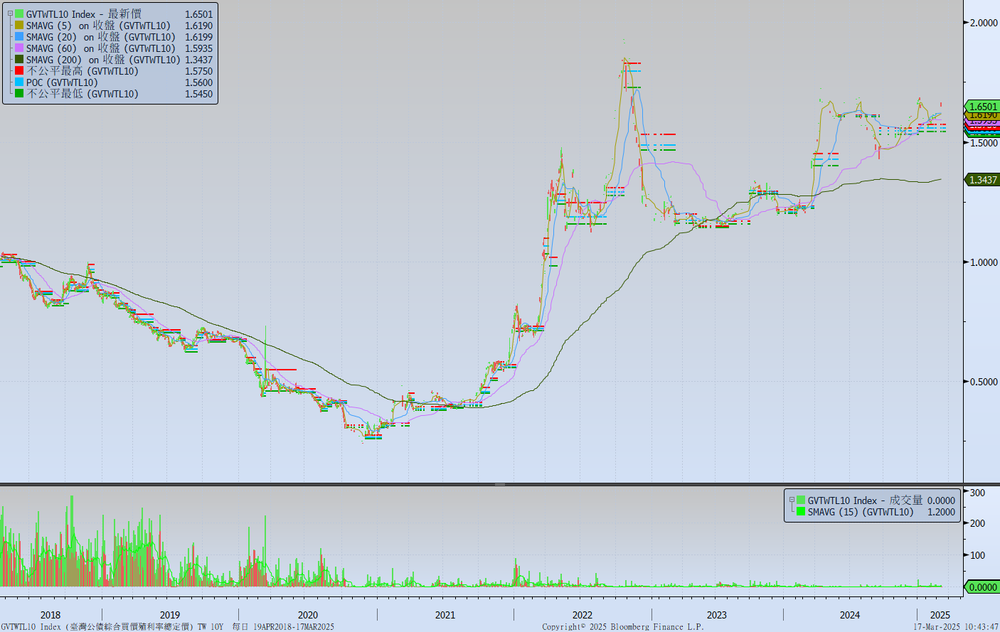 GVTWTL10 Index - 最新價 1.6501
SMAVG (5) on 收盤 (GVTWTL10) 1.6190
SMAVG (20) on 收盤 (GVTWTL10) 1.6199
SMAVG (60) on 收盤 (GVTWTL10) 1.5935
SMAVG (200) on 收盤 (GVTWTL10) 1.3437
不公平最高 (GVTWTL10) 1.5750
POC (GVTWTL10) 1.5600
不公平最低 (GVTWTL10) 1.5450
2.0000
1.6501
1.6190
1.5000
1.3437
1.0000
0.5000
GVTWTL10 Index - 成交量 0.0000
SMAVG (15) (GVTWTL10) 1.2000
300
200
100
0.0000
2018 2019 2020 2021 2022 2023 2024 2025
GVTWTL10 Index (臺灣公債綜合買價殖利率總定價) TW 10Y 每日 19APR2018-17MAR2025 Copyright© 2025 Bloomberg Finance L.P. 17-Mar-2025 10:43:47